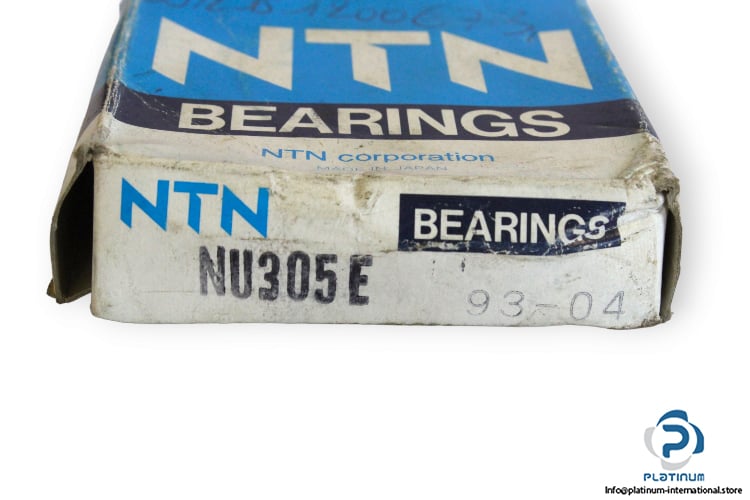 NTN
BEARINGS
NTN corporation
MADE IN JAPAN
NTN BEARINGS
NU305E
93-04
PLATINUM
Info@platinum-international.store